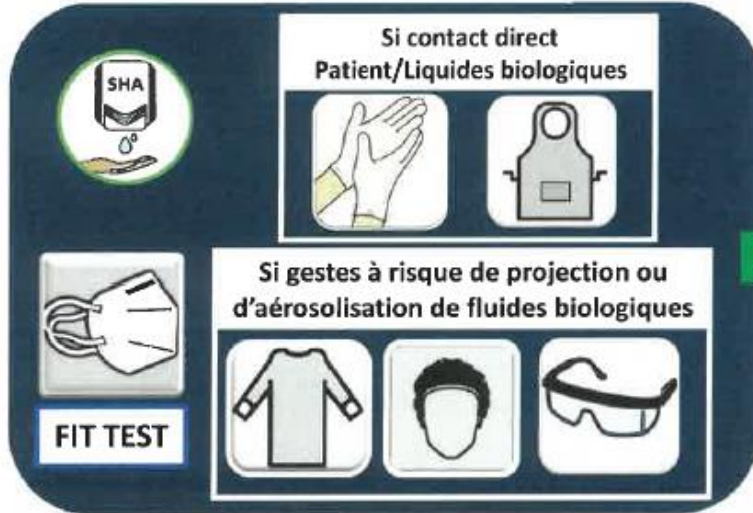 SHA
Si contact direct
Patient/Liquides biologiques
FIT TEST
Si gestes à risque de projection ou
d'aérosolisation de fluides biologiques